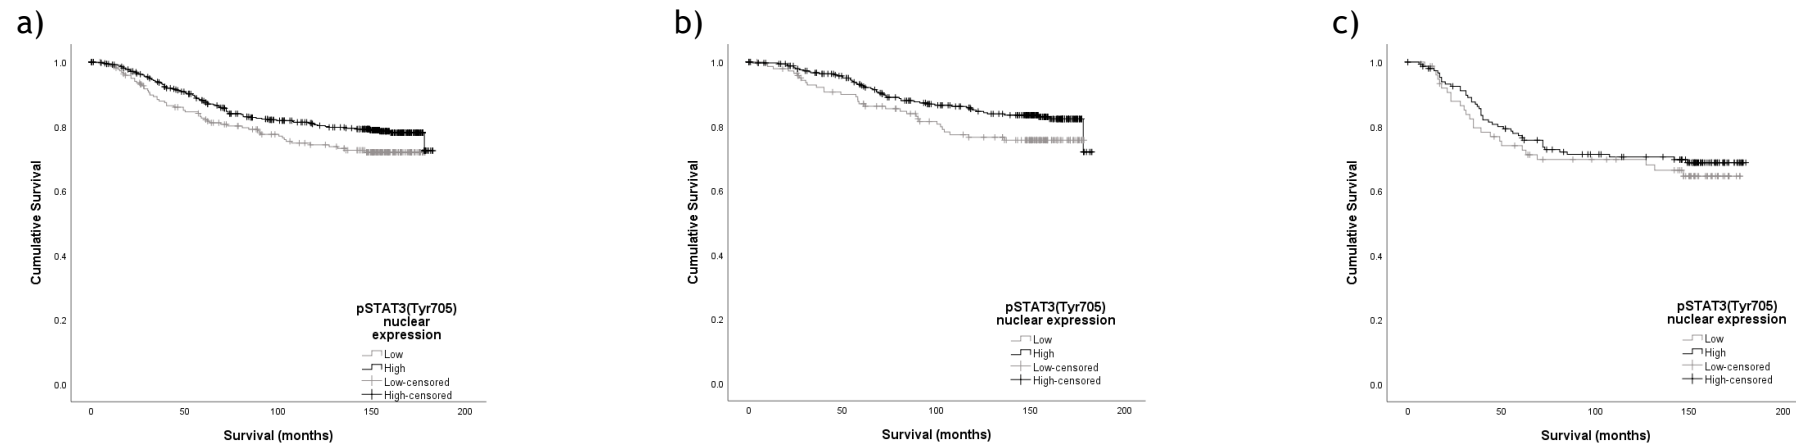 a)
1.0
0.8
0.6
0.4
0.2
0.0
Cumulative Survival
0
50
100
150
200
Survival (months)
pSTAT3(Tyr705)
nuclear
expression
Low
High
Low-censored
High-censored
b)
1.0
0.8
0.6
0.4
0.2
0.0
Cumulative Survival
0
50
100
150
200
Survival (months)
pSTAT3(Tyr705)
nuclear expression
Low
High
Low-censored
High-censored
c)
1.0
0.8
0.6
0.4
0.2
0.0
Cumulative Survival
0
50
100
150
200
Survival (months)
pSTAT3(Tyr705)
nuclear expression
Low
High
Low-censored
High-censored